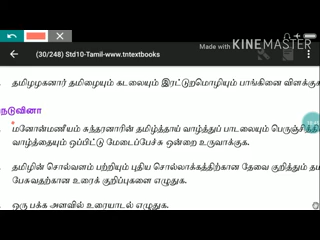 Made with KINEMASTER
(30/248) Std10-Tamil-www.tntextbooks
தமிழழகனார் தமிழையும் கடலையும் இரட்டுறமொழியும் பாங்கினை விளக்குக
நெடுவினா
மனோன்மணீயம் சுந்தரனாரின் தமிழ்த்தாய் வாழ்த்துப் பாடலையும் பெருஞ்சித்தி
வாழ்த்தையும் ஒப்பிட்டு மேடைப்பேச்சு ஒன்றை உருவாக்குக.
தமிழின் சொல்வளம் பற்றியும் புதிய சொல்லாக்கத்திற்கான தேவை குறித்தும் தம
பேசுவதற்கான உரைக் குறிப்புகளை எழுதுக.
ஒரு பக்க அளவில் உரையாடல் எழுதுக.